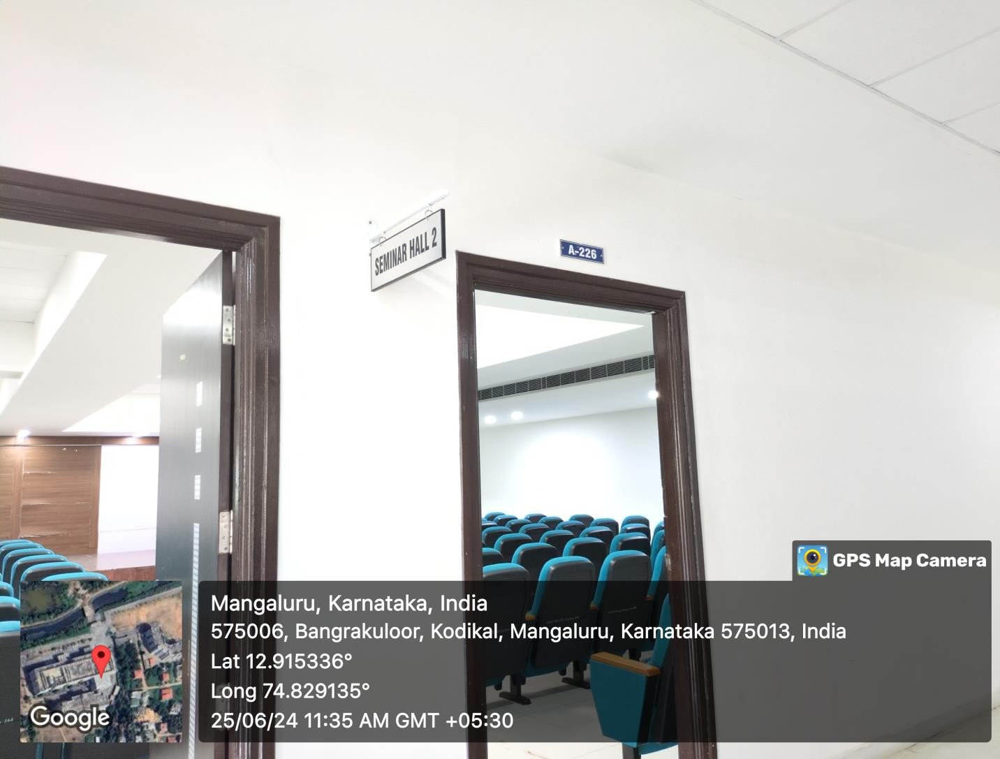 SEMINAR HALL 2
A-226
GPS Map Camera
Mangaluru, Karnataka, India
575006, Bangrakuloor, Kodikal, Mangaluru, Karnataka 575013, India
Lat 12.915336°
Long 74.829135°
25/06/24 11:35 AM GMT +05:30
Google